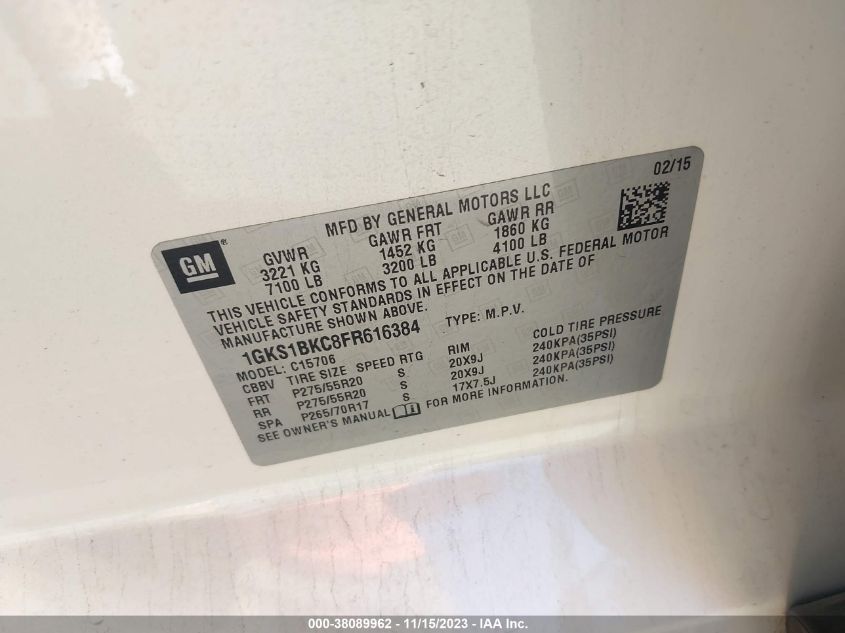 02/15
MFD BY GENERAL MOTORS LLC
GM®
GVWR GAWR FRT GAWR RR
3221 KG 1452 KG 1860 KG
7100 LB 3200 LB 4100 LB
THIS VEHICLE CONFORMS TO ALL APPLICABLE U.S. FEDERAL MOTOR
VEHICLE SAFETY STANDARDS IN EFFECT ON THE DATE OF
MANUFACTURE SHOWN ABOVE.
1GKS1BKC8FR616384 TYPE: M.P.V.
MODEL: C15706
CBBV TIRE SIZE SPEED RTG RIM COLD TIRE PRESSURE
FRT P275/55R20 S 20X9J 240KPA(35PSI)
RR P275/55R20 S 20X9J 240KPA(35PSI)
SPA P265/70R17 S 17X7.5J 240KPA(35PSI)
SEE OWNER'S MANUAL FOR MORE INFORMATION.
000-38089962 - 11/15/2023 - IAA Inc.